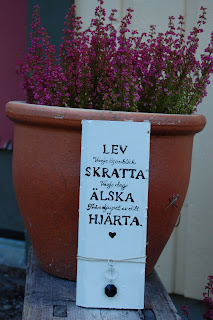 LEV
Varje ögonblick
SKRATTA
Varje dag
ÄLSKA
HJÄRTA.